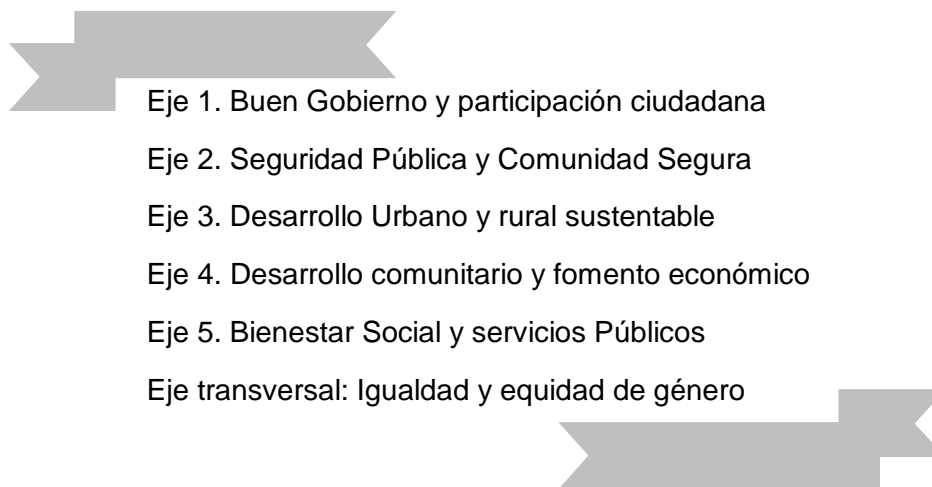 Eje 1. Buen Gobierno y participación ciudadana
Eje 2. Seguridad Pública y Comunidad Segura
Eje 3. Desarrollo Urbano y rural sustentable
Eje 4. Desarrollo comunitario y fomento económico
Eje 5. Bienestar Social y servicios Públicos
Eje transversal: Igualdad y equidad de género